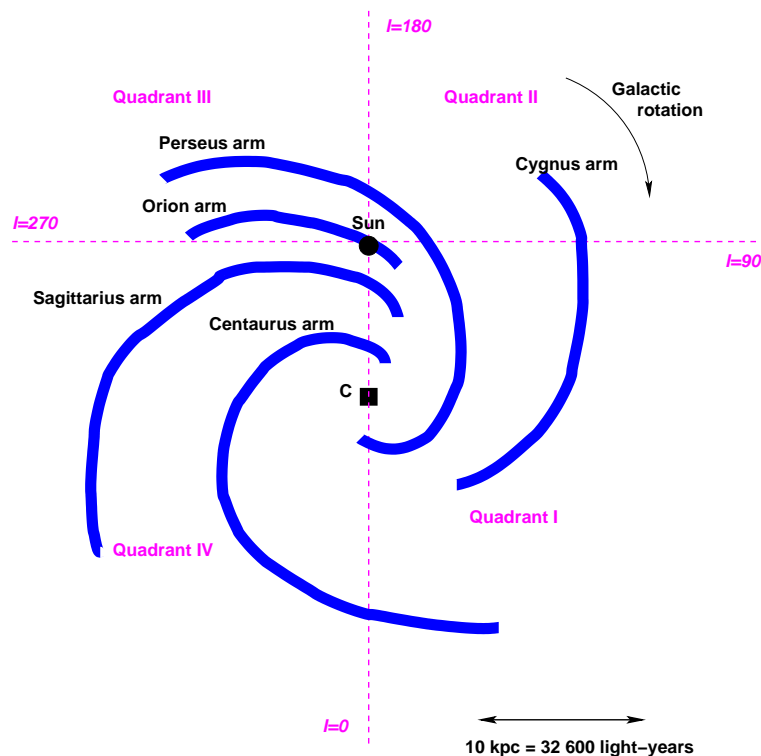 l=180
Quadrant III
Quadrant II
Galactic
rotation
Perseus arm
Cygnus arm
Orion arm
Sun
l=270
l=90
Sagittarius arm
Centaurus arm
C
Quadrant I
Quadrant IV
l=0
10 kpc = 32 600 light−years